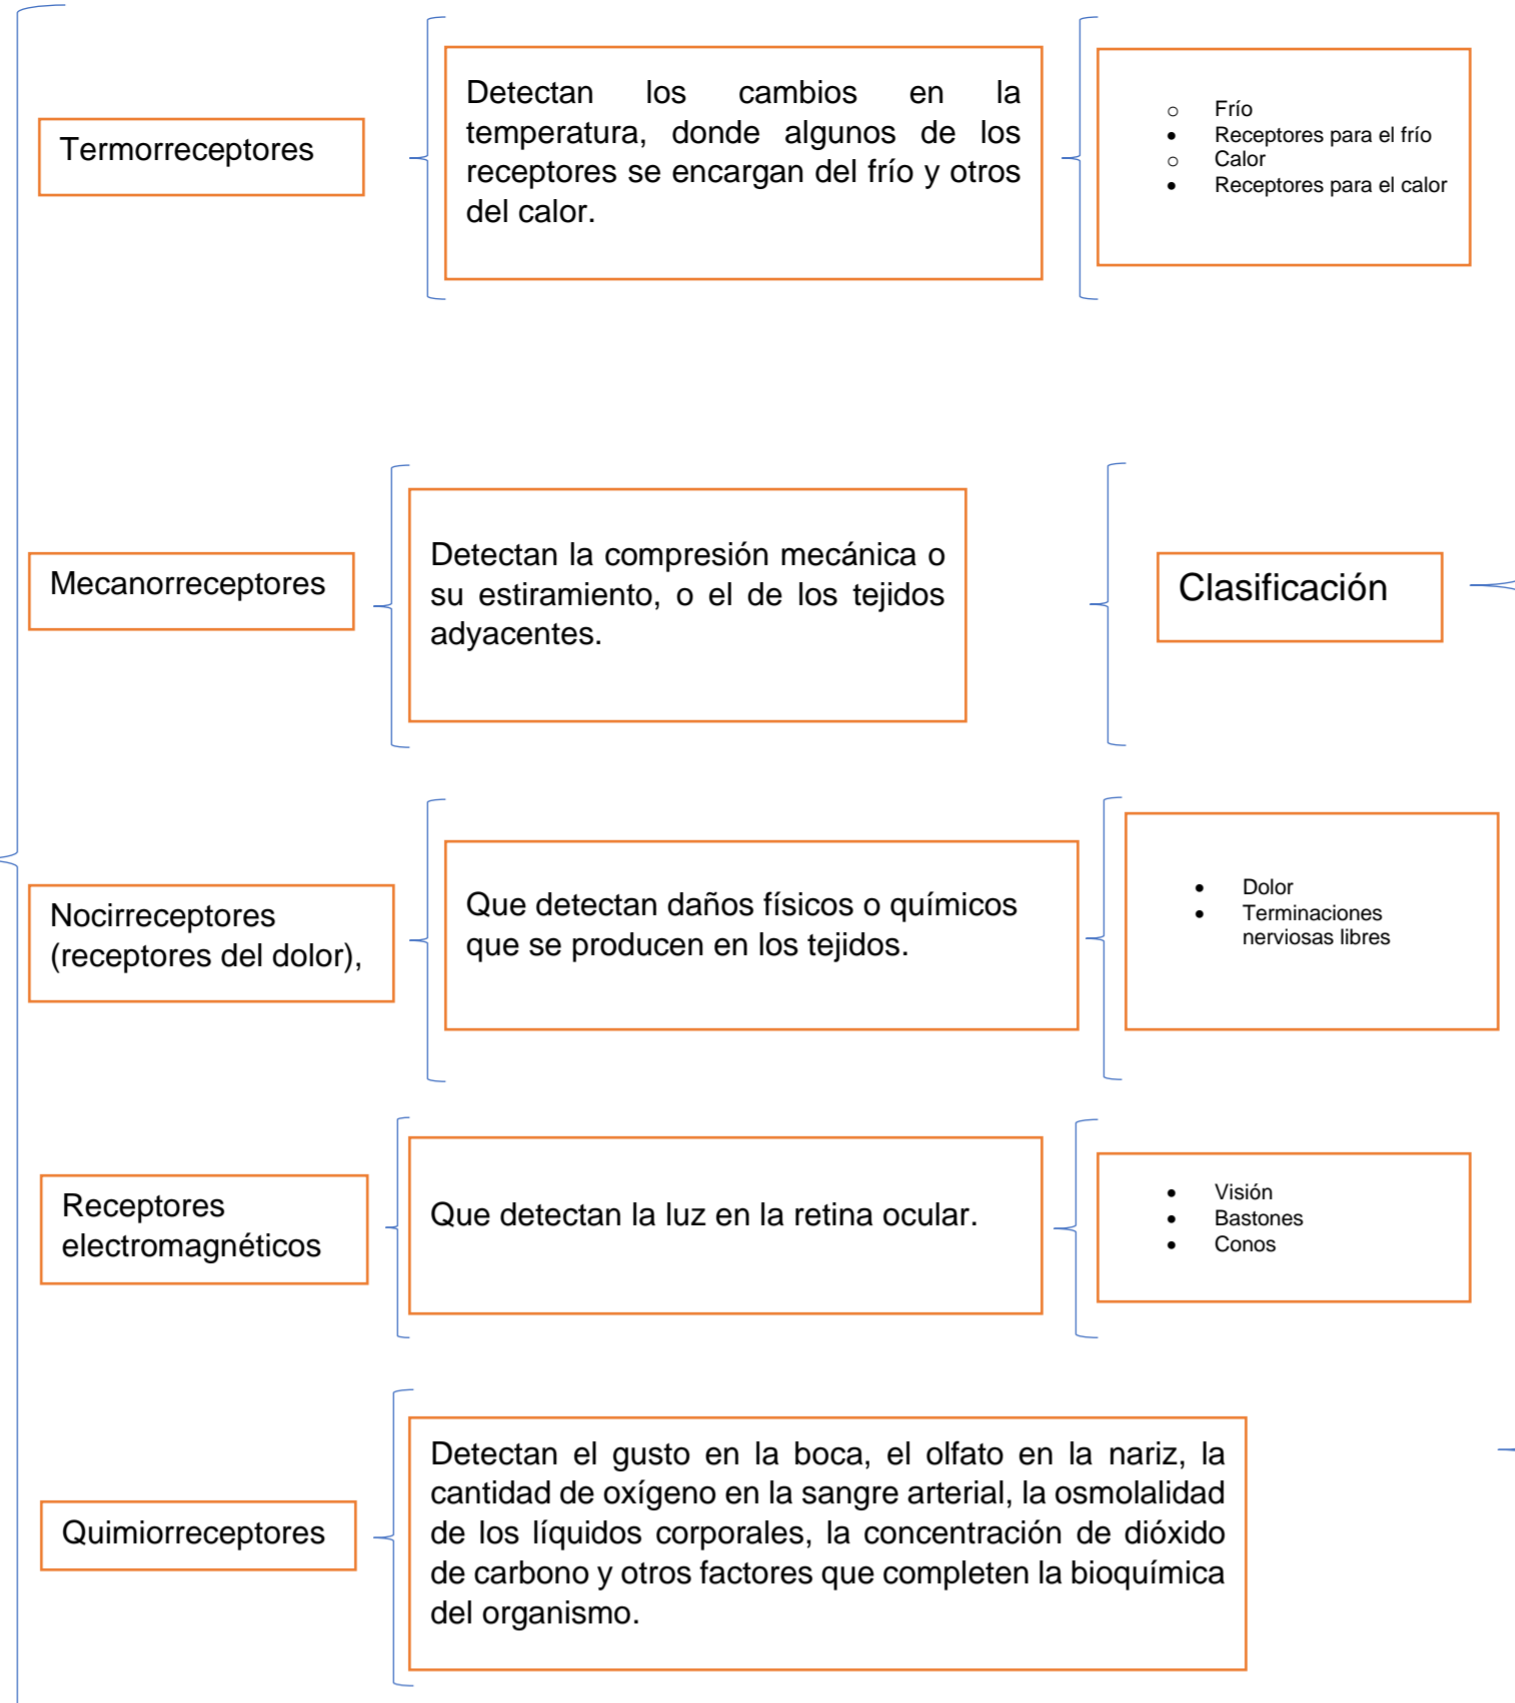 Termorreceptores
Detectan los cambios en la
temperatura, donde algunos de los
receptores se encargan del frío y otros
del calor.
○ Frío
• Receptores para el frío
○ Calor
• Receptores para el calor
Mecanorreceptores
Detectan la compresión mecánica o
su estiramiento, o el de los tejidos
adyacentes.
Clasificación
Nocirreceptores
(receptores del dolor),
Que detectan daños físicos o químicos
que se producen en los tejidos.
• Dolor
• Terminaciones
nerviosas libres
Receptores
electromagnéticos
Que detectan la luz en la retina ocular.
• Visión
• Bastones
• Conos
Quimiorreceptores
Detectan el gusto en la boca, el olfato en la nariz, la
cantidad de oxígeno en la sangre arterial, la osmolalidad
de los líquidos corporales, la concentración de dióxido
de carbono y otros factores que completen la bioquímica
del organismo.